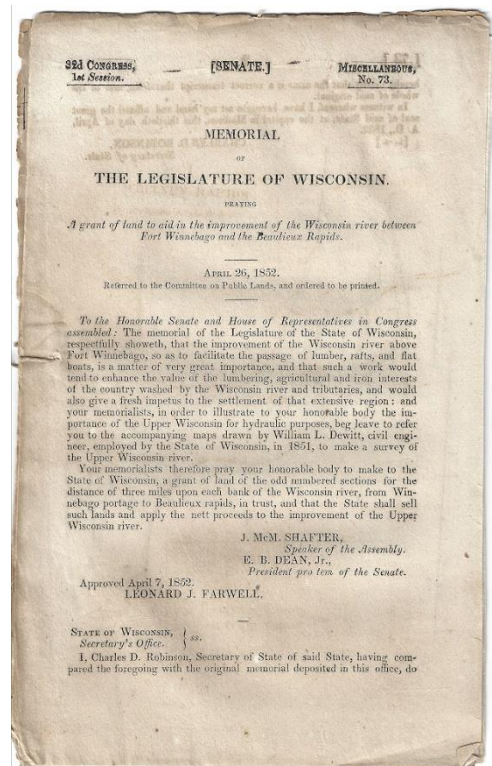 32d Congress,
1st Session.
[SENATE.]
Miscellaneous,
No. 73.
MEMORIAL
OF
THE LEGISLATURE OF WISCONSIN,
PRAYING
A grant of land to aid in the improvement of the Wisconsin river between
Fort Winnebago and the Beaulieux Rapids.
April 26, 1852.
Referred to the Committee on Public Lands, and ordered to be printed.
To the Honorable Senate and House of Representatives in Congress
assembled: The memorial of the Legislature of the State of Wisconsin,
respectfully showeth, that the improvement of the Wisconsin river above
Fort Winnebago, so as to facilitate the passage of lumber, rafts, and flat
boats, is a matter of very great importance, and that such a work would
tend to enhance the value of the lumbering, agricultural and iron interests
of the country washed by the Wisconsin river and tributaries, and would
also give a fresh impetus to the settlement of that extensive region: and
your memorialists, in order to illustrate to your honorable body the im-
portance of the Upper Wisconsin for hydraulic purposes, beg leave to refer
you to the accompanying maps drawn by William L. Dewitt, civil engi-
neer, employed by the State of Wisconsin, in 1851, to make a survey of
the Upper Wisconsin river.
Your memorialists therefore pray your honorable body to make to the
State of Wisconsin, a grant of land of the odd numbered sections for the
distance of three miles upon each bank of the Wisconsin river, from Win-
nebago portage to Beaulieux rapids, in trust, and that the State shall sell
such lands and apply the nett proceeds to the improvement of the Upper
Wisconsin river.
J. McM. SHAFTER,
Speaker of the Assembly.
E. B. DEAN, Jr.,
President pro tem of the Senate.
Approved April 7, 1852.
LEONARD J. FARWELL.
State of Wisconsin,
Secretary's Office.
} ss.
I, Charles D. Robinson, Secretary of State of said State, having com-
pared the foregoing with the original memorial deposited in this office, do